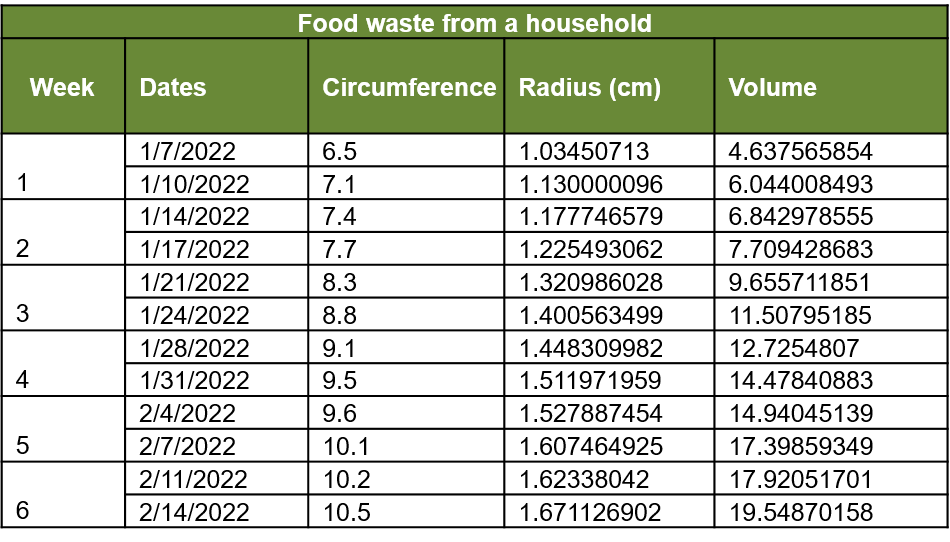 Food waste from a household
Week Dates Circumference Radius (cm) Volume
1 1/7/2022 6.5 1.03450713 4.637565854
1/10/2022 7.1 1.130000096 6.044008493
2 1/14/2022 7.4 1.177746579 6.842978555
1/17/2022 7.7 1.225493062 7.709428683
3 1/21/2022 8.3 1.320986028 9.655711851
1/24/2022 8.8 1.400563499 11.50795185
4 1/28/2022 9.1 1.448309982 12.7254807
1/31/2022 9.5 1.511971959 14.47840883
5 2/4/2022 9.6 1.527887454 14.94045139
2/7/2022 10.1 1.607464925 17.39859349
6 2/11/2022 10.2 1.62338042 17.92051701
2/14/2022 10.5 1.671126902 19.54870158